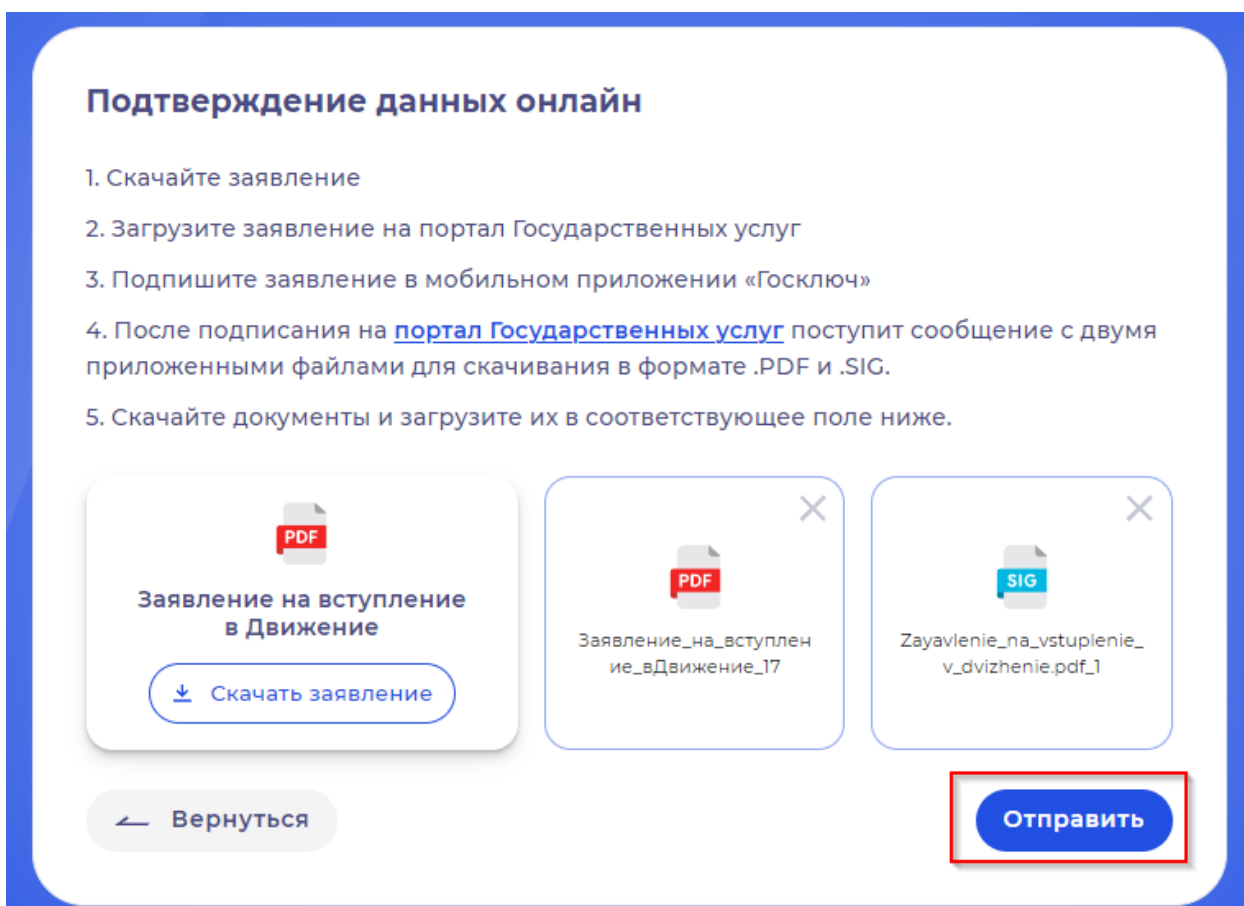 Подтверждение данных онлайн
1. Скачайте заявление
2. Загрузите заявление на портал Государственных услуг
3. Подпишите заявление в мобильном приложении «Госключ»
4. После подписания на портал Государственных услуг поступит сообщение с двумя
приложенными файлами для скачивания в формате .PDF и .SIG.
5. Скачайте документы и загрузите их в соответствующее поле ниже.
PDF
Заявление на вступление
в Движение
Скачать заявление
PDF
Заявление_на_вступлен
ие_вДвижение_17
SIG
Zayavlenie_na_vstuplenie_
v_dvizhenie.pdf_1
Вернуться
Отправить